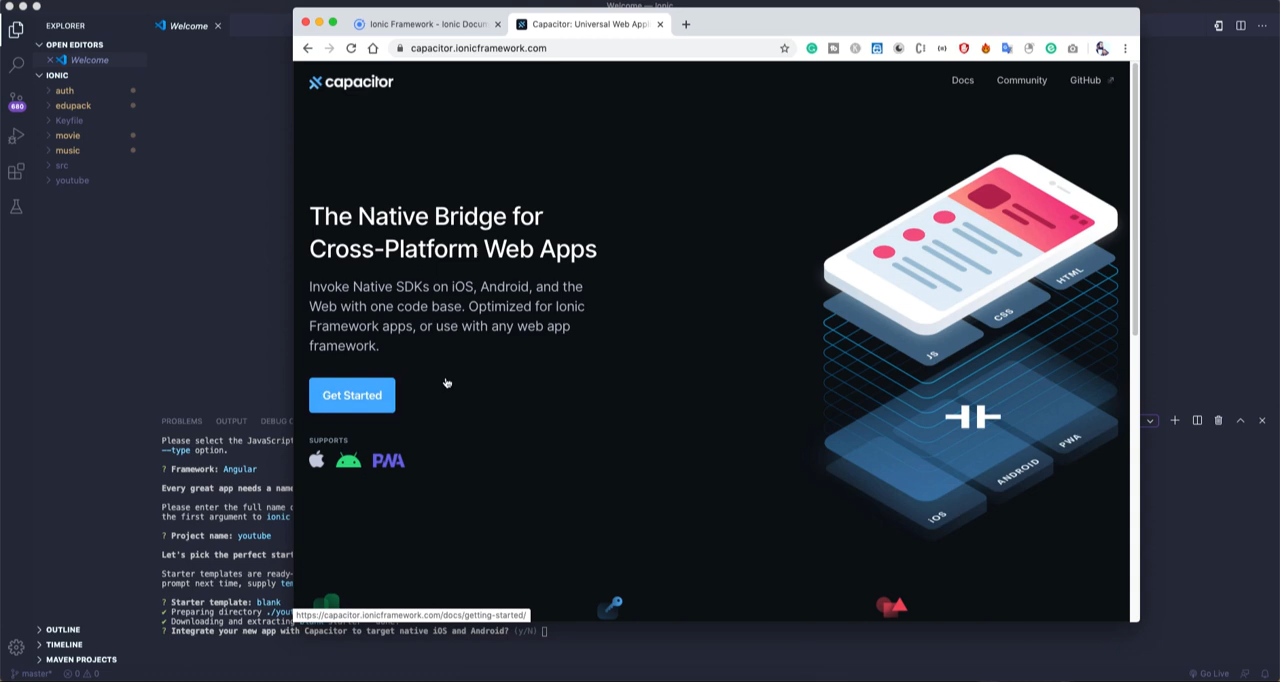 Welcome — Ionic
EXPLORER
OPEN EDITORS
Welcome
IONIC
auth
edupack
Keyfile
movie
music
src
youtube
680
OUTLINE
TIMELINE
MAVEN PROJECTS
master*
0 0
Welcome
Ionic Framework - Ionic Docum
Capacitor: Universal Web Appl
capacitor.ionicframework.com
capacitor
Docs
Community
GitHub
The Native Bridge for
Cross-Platform Web Apps
Invoke Native SDKs on iOS, Android, and the
Web with one code base. Optimized for Ionic
Framework apps, or use with any web app
framework.
Get Started
SUPPORTS
PWA
HTML
CSS
JS
PWA
ANDROID
iOS
https://capacitor.ionicframework.com/docs/getting-started/
PROBLEMS OUTPUT DEBUG C
Please select the JavaScript
--type option.
? Framework: Angular
Every great app needs a name
Please enter the full name o
the first argument to ionic
? Project name: youtube
Let's pick the perfect start
Starter templates are ready-
prompt next time, supply tem
? Starter template: blank
✔ Preparing directory ./you
✔ Downloading and extracting
? Integrate your new app with Capacitor to target native iOS and Android? (y/N)
Go Live